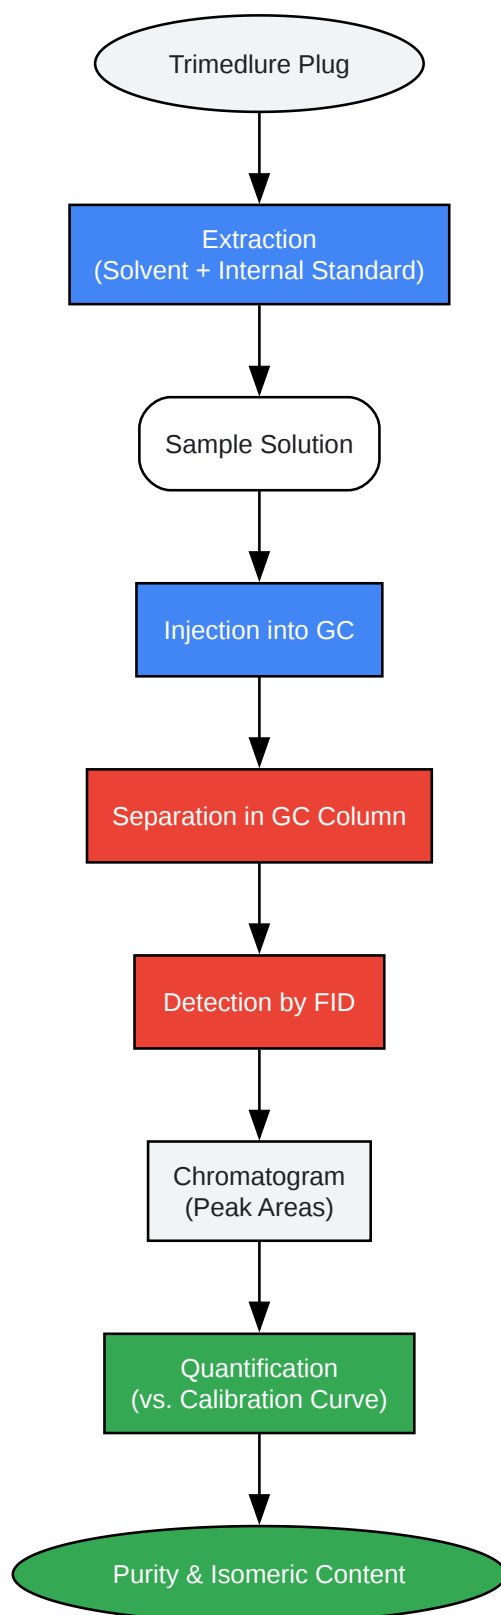 Trimedlure Plug
Extraction
(Solvent + Internal Standard)
Sample Solution
Injection into GC
Separation in GC Column
Detection by FID
Chromatogram
(Peak Areas)
Quantification
(vs. Calibration Curve)
Purity & Isomeric Content